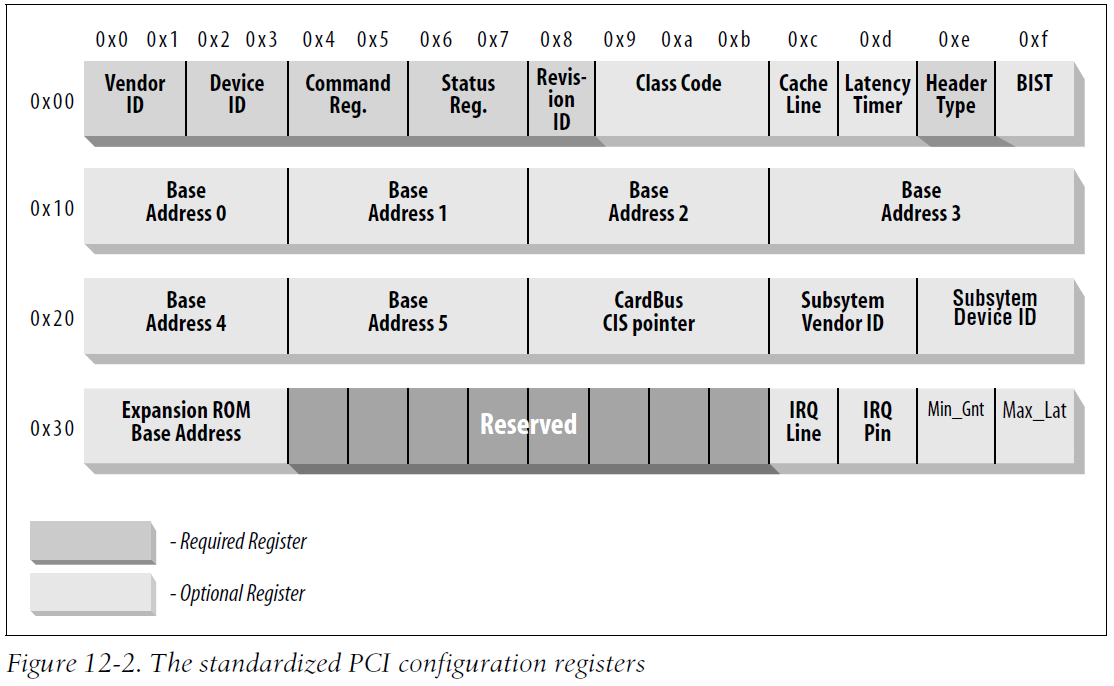 0x0 0x1 0x2 0x3 0x4 0x5 0x6 0x7 0x8 0x9 0xa 0xb 0xc 0xd 0xe 0xf
0x00
Vendor
ID
Device
ID
Command
Reg.
Status
Reg.
Revis-
ion
ID
Class Code
Cache
Line
Latency
Timer
Header
Type
BIST
0x10
Base
Address 0
Base
Address 1
Base
Address 2
Base
Address 3
0x20
Base
Address 4
Base
Address 5
CardBus
CIS pointer
Subsytem
Vendor ID
Subsytem
Device ID
0x30
Expansion ROM
Base Address
Reserved
IRQ
Line
IRQ
Pin
Min_Gnt
Max_Lat
- Required Register
- Optional Register
Figure 12-2. The standardized PCI configuration registers